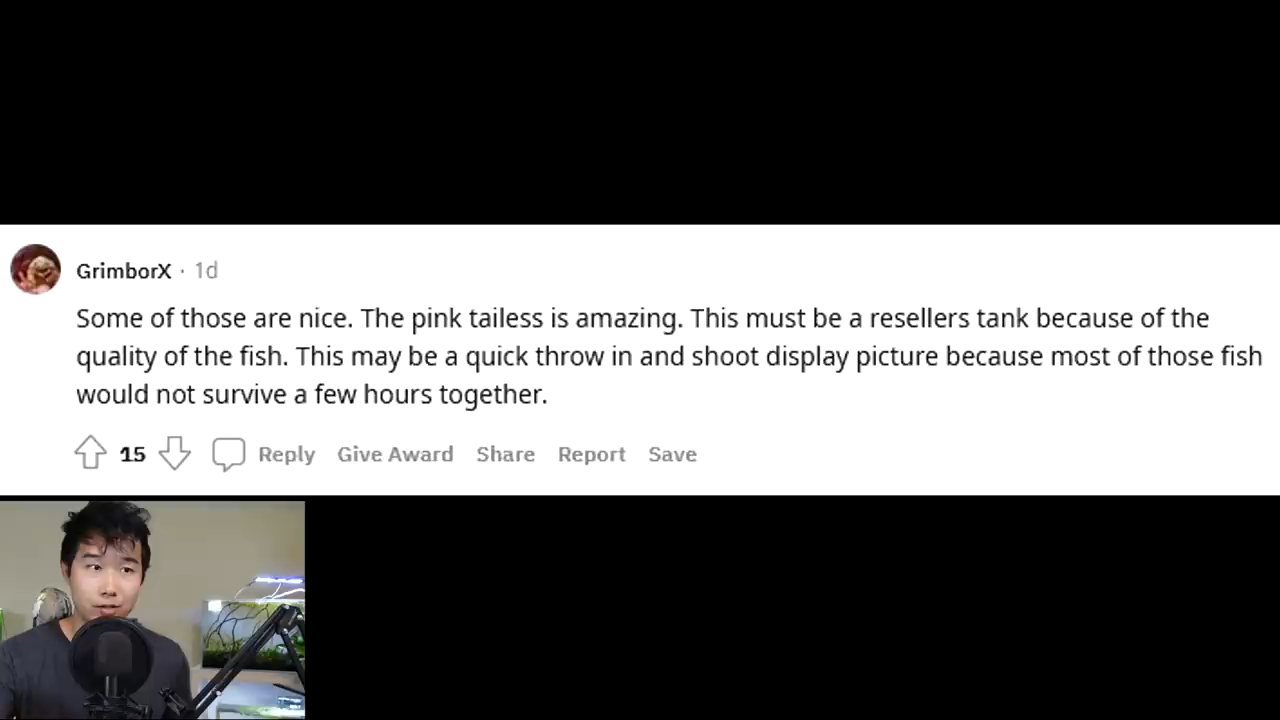 GrimborX · 1d
Some of those are nice. The pink tailess is amazing. This must be a resellers tank because of the
quality of the fish. This may be a quick throw in and shoot display picture because most of those fish
would not survive a few hours together.
15 Reply Give Award Share Report Save